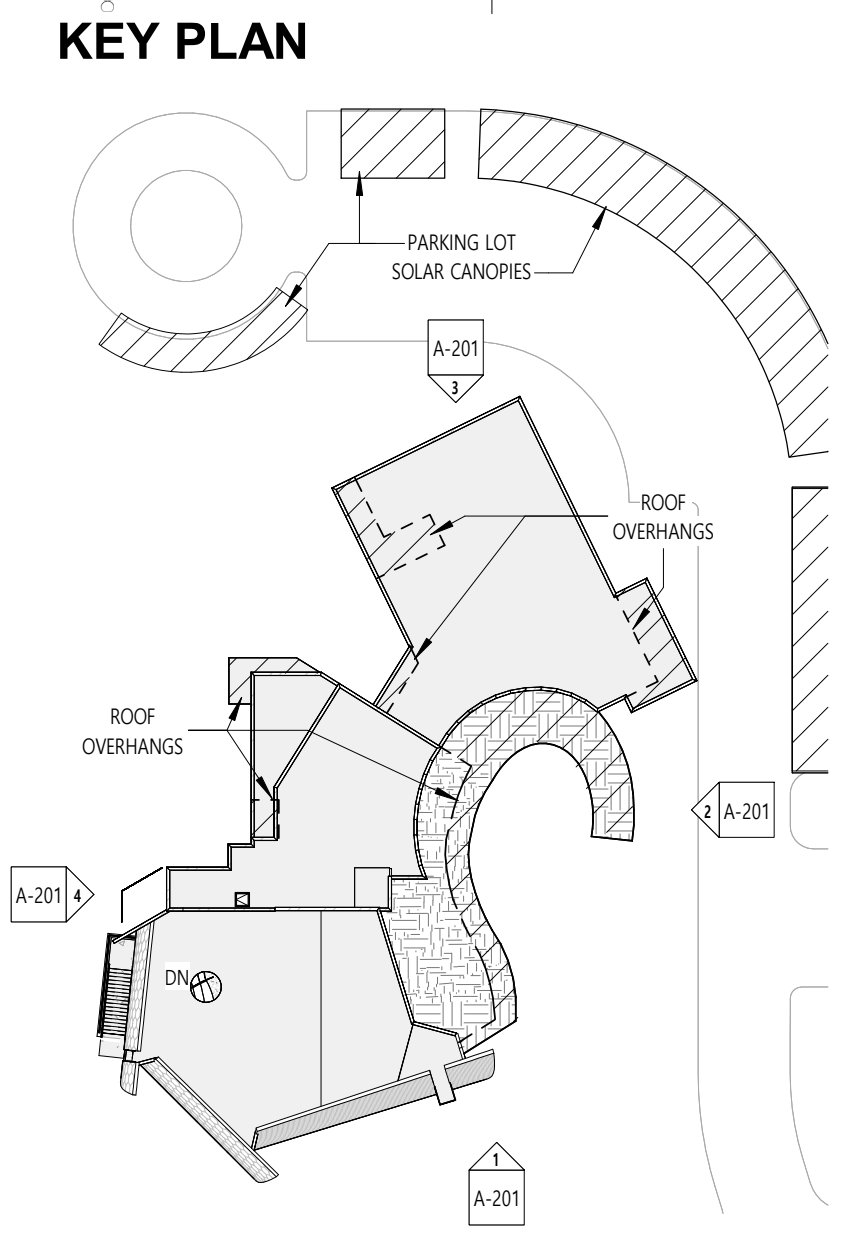 KEY PLAN
PARKING LOT
SOLAR CANOPIES
A-201
3
ROOF
OVERHANGS
ROOF
OVERHANGS
2 A-201
A-201 4
DN
1
A-201